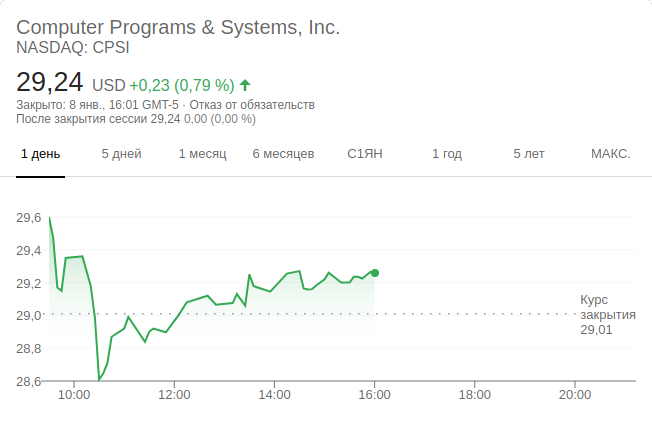 Computer Programs & Systems, Inc.
NASDAQ: CPSI
29,24 USD +0,23 (0,79 %)
Закрыто: 8 янв., 16:01 GMT-5 · Отказ от обязательств
После закрытия сессии 29,24 0,00 (0,00 %)
1 день 5 дней 1 месяц 6 месяцев С1ЯН 1 год 5 лет МАКС.
29,6
29,4
29,2
29,0
28,8
28,6
Курс
закрытия
29,01
10:00 12:00 14:00 16:00 18:00 20:00